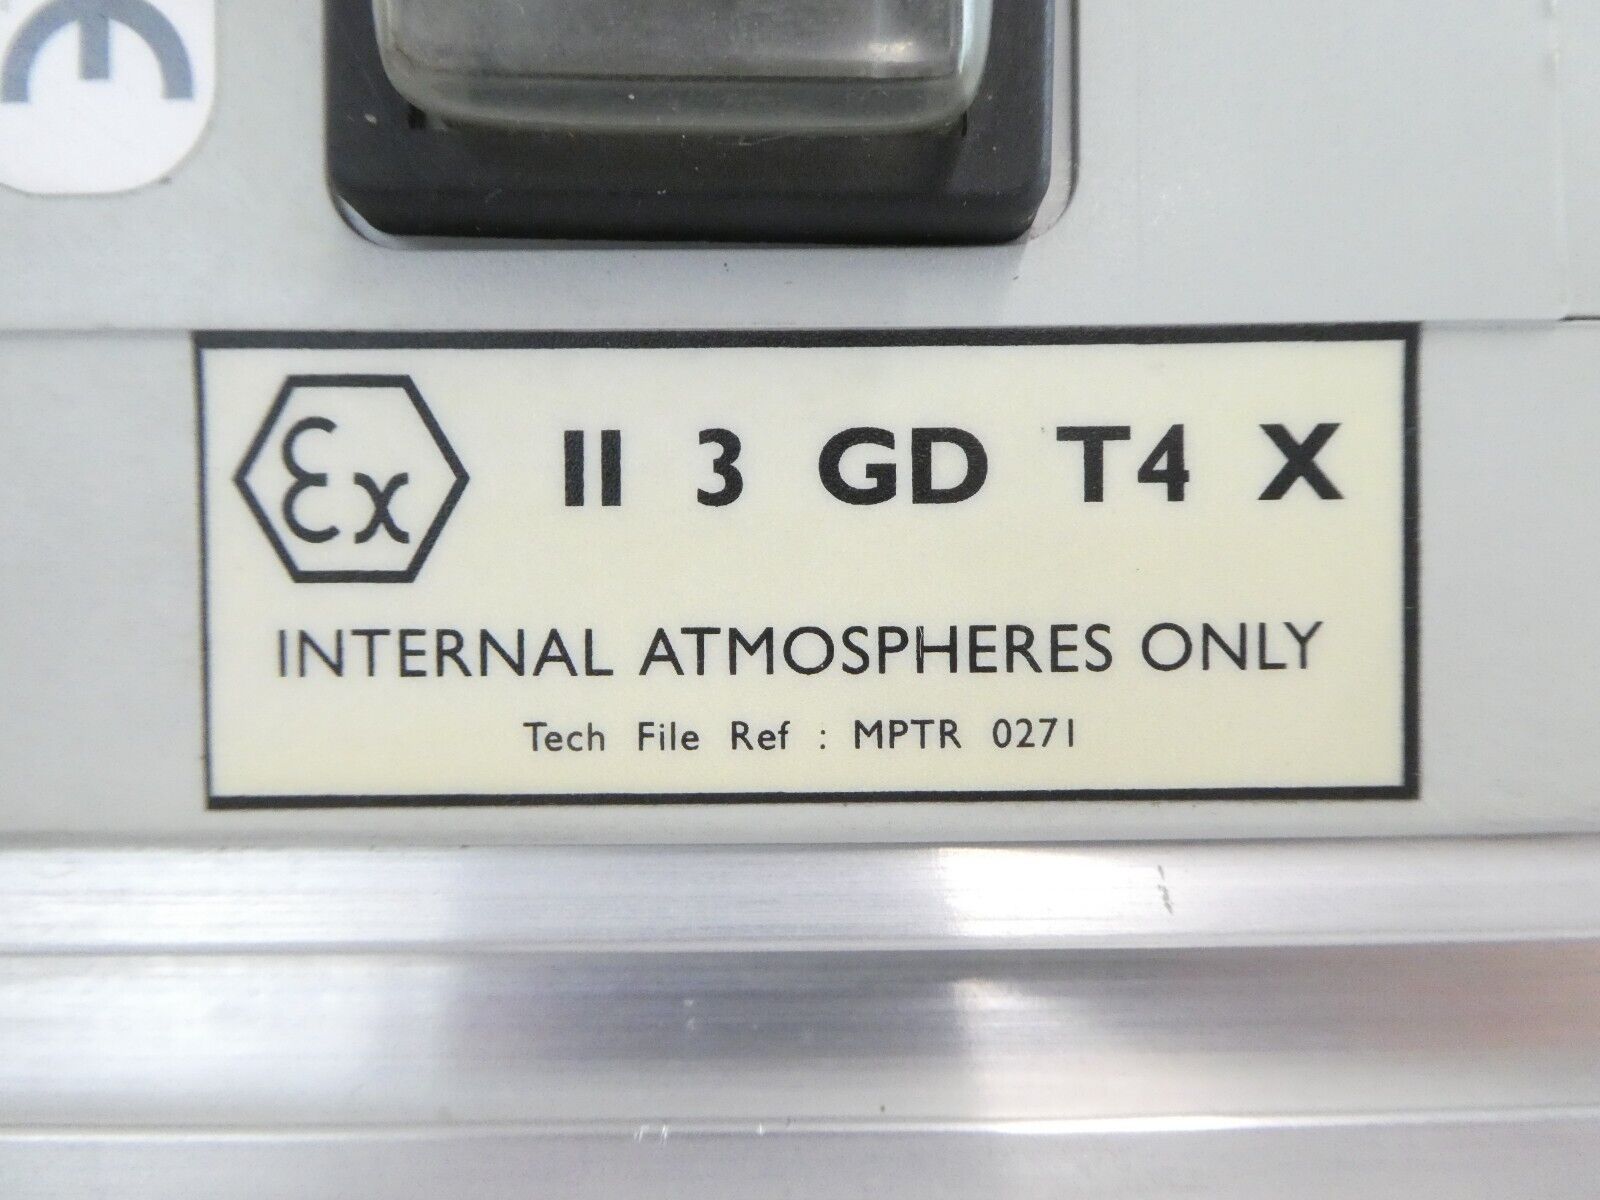 Ex II 3 GD T4 X
INTERNAL ATMOSPHERES ONLY
Tech File Ref : MPTR 0271